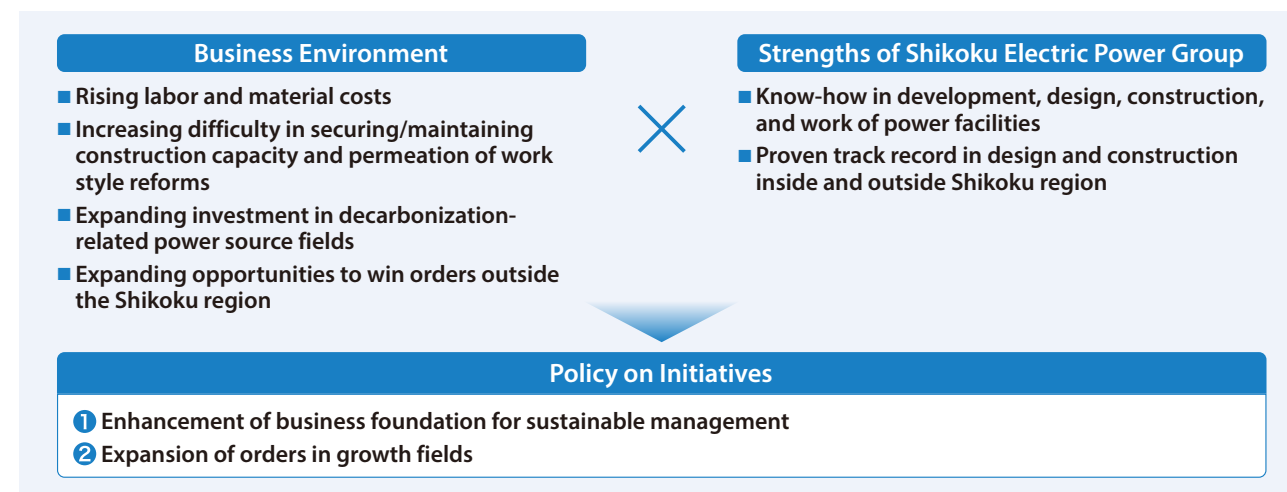 Business Environment
■ Rising labor and material costs
■ Increasing difficulty in securing/maintaining
construction capacity and permeation of work
style reforms
■ Expanding investment in decarbonization-
related power source fields
■ Expanding opportunities to win orders outside
the Shikoku region
Strengths of Shikoku Electric Power Group
■ Know-how in development, design, construction,
and work of power facilities
■ Proven track record in design and construction
inside and outside Shikoku region
Policy on Initiatives
❶ Enhancement of business foundation for sustainable management
❷ Expansion of orders in growth fields